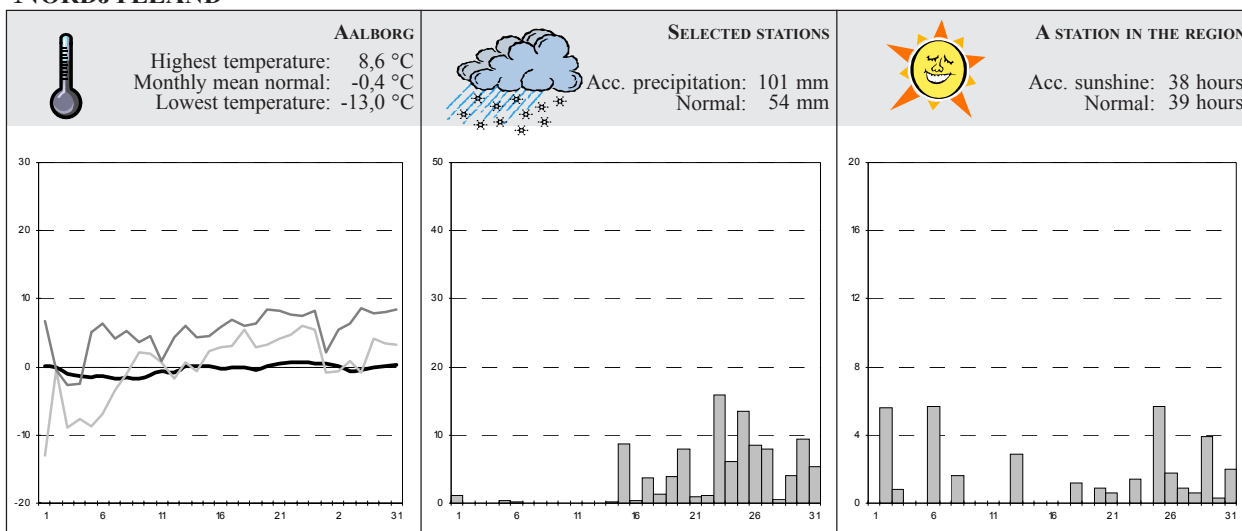 NORDJYLLAND
AALBORG
Highest temperature: 8,6 °C
Monthly mean normal: -0,4 °C
Lowest temperature: -13,0 °C
SELECTED STATIONS
Acc. precipitation: 101 mm
Normal: 54 mm
A STATION IN THE REGION
Acc. sunshine: 38 hours
Normal: 39 hours
30
20
10
0
-10
-20
1 6 11 16 21 2 31
50
40
30
20
10
0
1 6 11 16 21 26 31
20
16
12
8
4
0
1 6 11 16 21 26 31